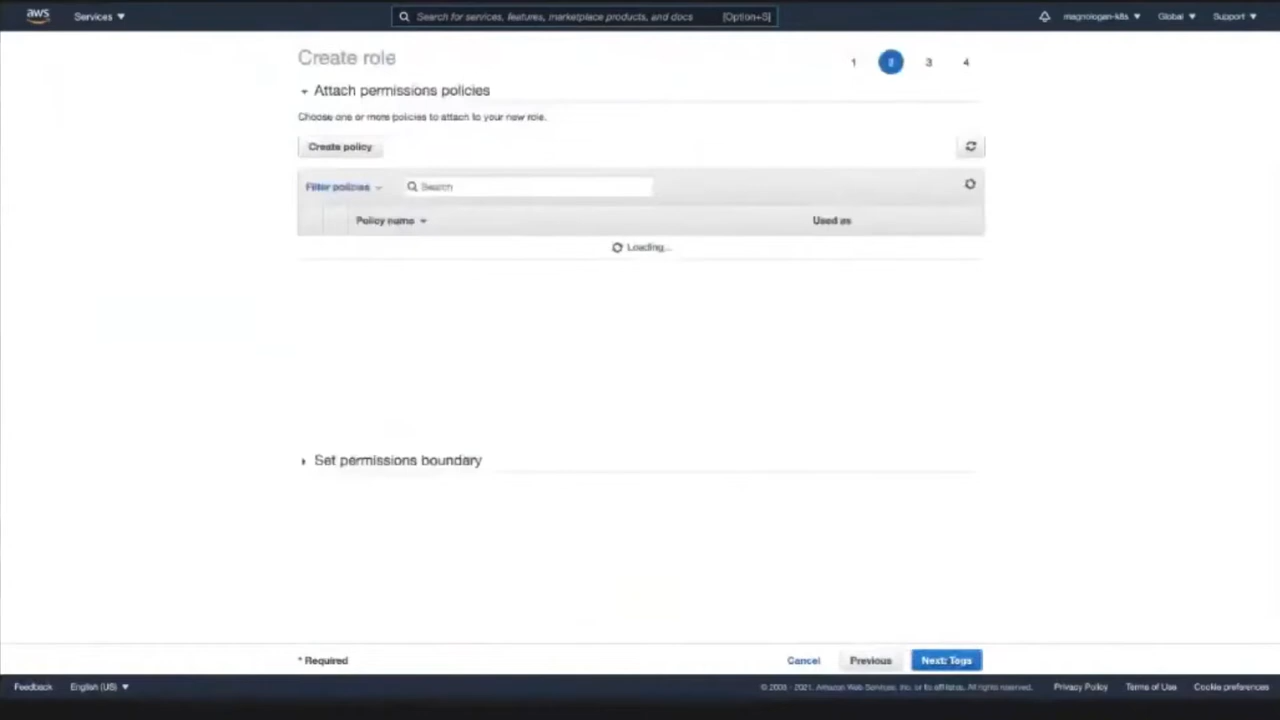 aws Services Search for services, features, marketplace products, and docs [Option+S] magnologan-k8s Global Support
Create role 1 2 3 4
Attach permissions policies
Choose one or more policies to attach to your new role.
Create policy
Filter policies Search
Policy name Used as
Loading...
Set permissions boundary
* Required Cancel Previous Next: Tags
Feedback English (US) © 2008 - 2021, Amazon Web Services, Inc. or its affiliates. All rights reserved. Privacy Policy Terms of Use Cookie preferences